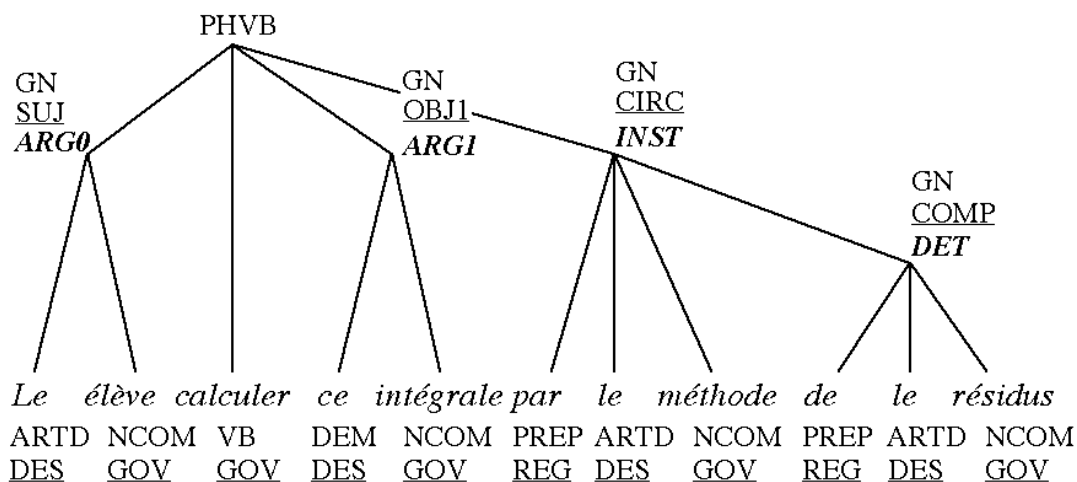 PHVB
GN
SUJ
ARG0
GN
OBJ1
ARG1
GN
CIRC
INST
GN
COMP
DET
Le élève calculer ce intégrale par le méthode de le résidus
ARTD NCOM VB DEM NCOM PREP ARTD NCOM PREP ARTD NCOM
DES GOV GOV DES GOV REG DES GOV REG DES GOV